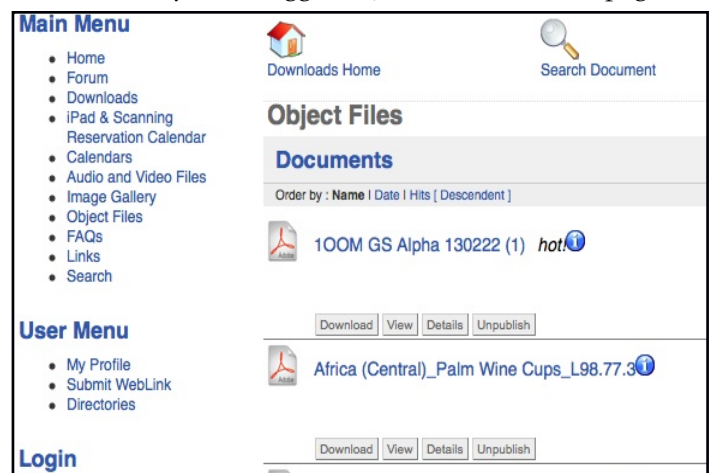 Main Menu
Home
Forum
Downloads
iPad & Scanning
Reservation Calendar
Calendars
Audio and Video Files
Image Gallery
Object Files
FAQs
Links
Search
User Menu
My Profile
Submit WebLink
Directories
Login
Downloads Home
Search Document
Object Files
Documents
Order by : Name | Date | Hits [ Descendent ]
Adobe
1OOM GS Alpha 130222 (1) hot!
Download View Details Unpublish
Adobe
Africa (Central)_Palm Wine Cups_L98.77.3
Download View Details Unpublish